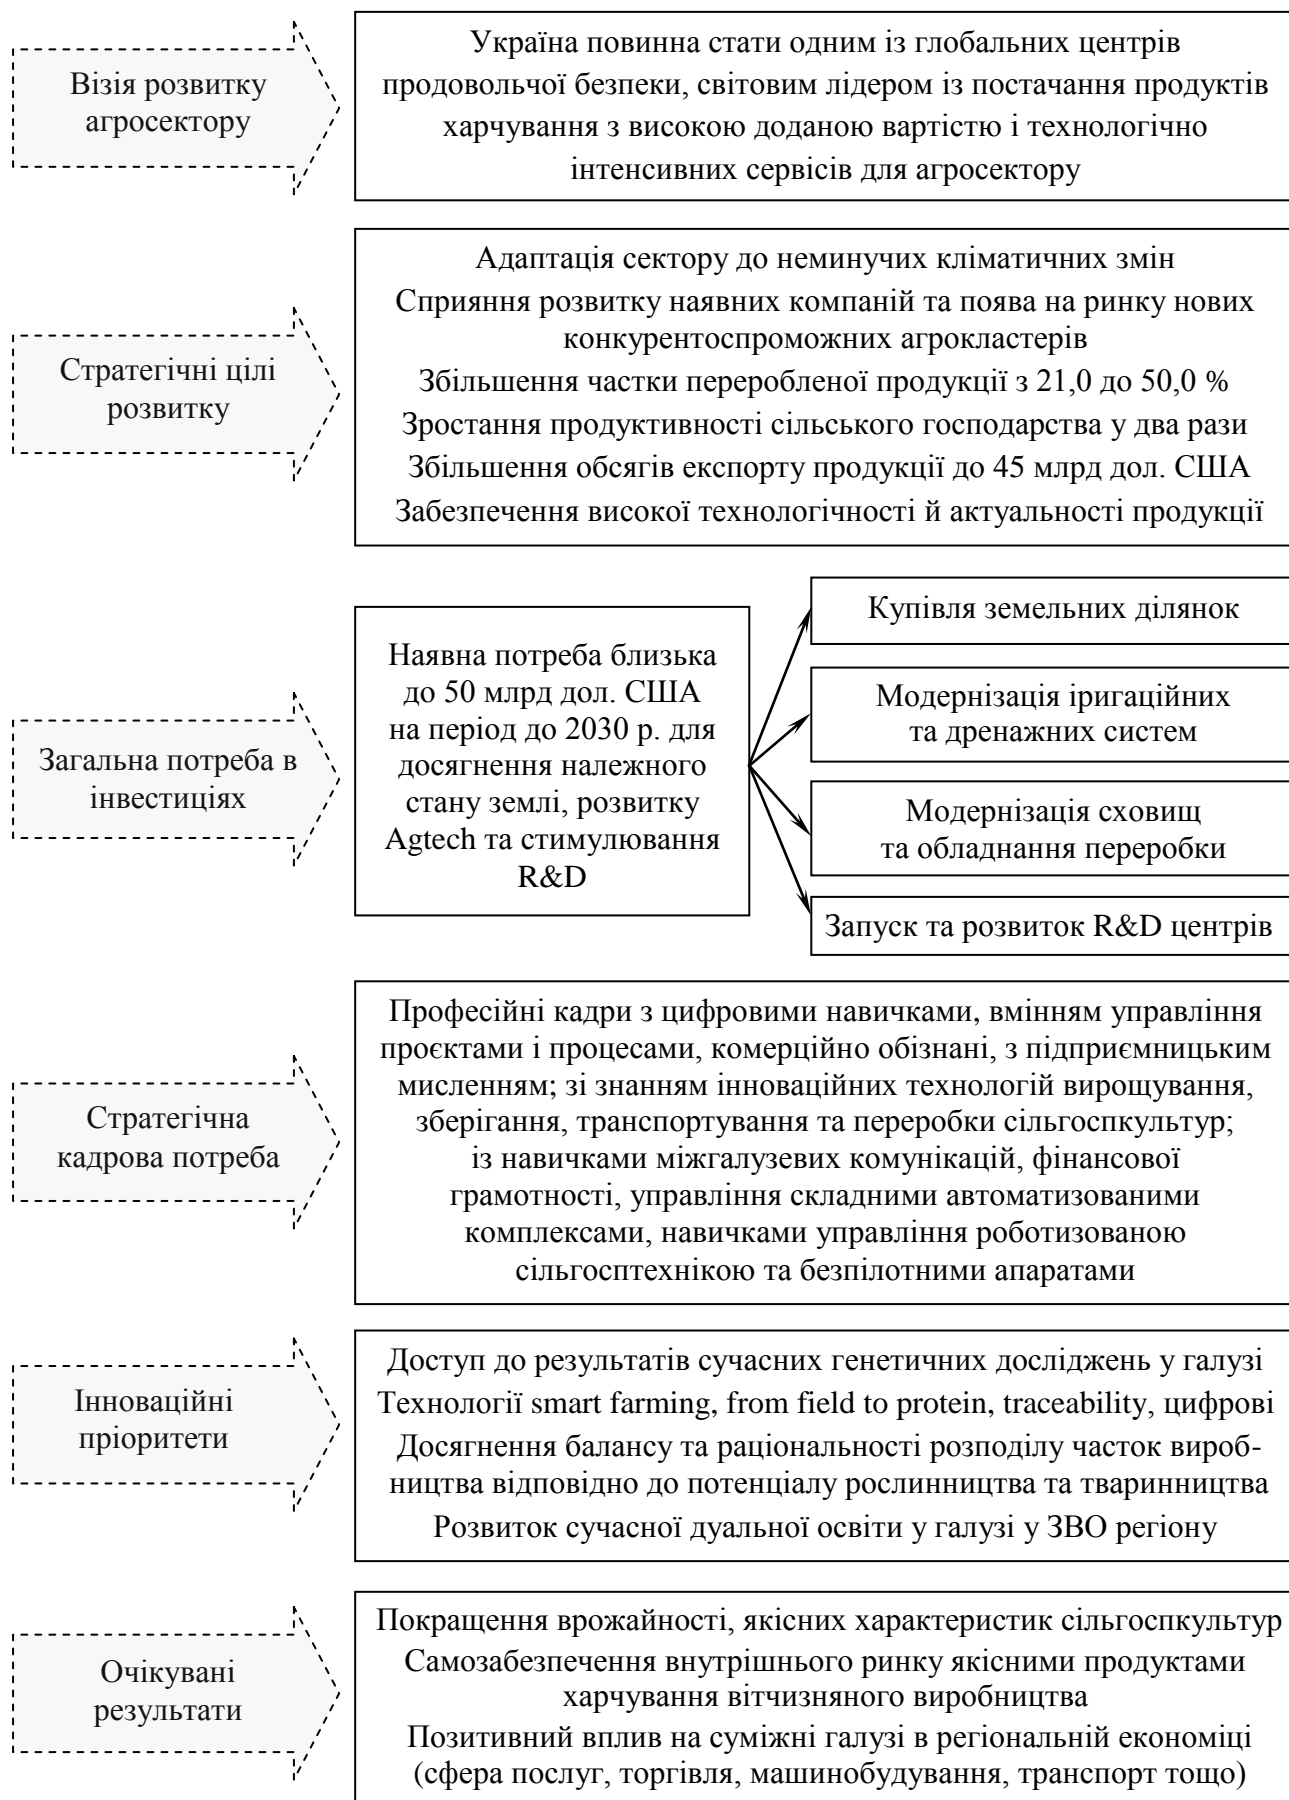 Візія розвитку
агросектору
Україна повинна стати одним із глобальних центрів
продовольчої безпеки, світовим лідером із постачання продуктів
харчування з високою доданою вартістю і технологічно
інтенсивних сервісів для агросектору
Стратегічні цілі
розвитку
Адаптація сектору до неминучих кліматичних змін
Сприяння розвитку наявних компаній та поява на ринку нових
конкурентоспроможних агрокластерів
Збільшення частки переробленої продукції з 21,0 до 50,0 %
Зростання продуктивності сільського господарства у два рази
Збільшення обсягів експорту продукції до 45 млрд дол. США
Забезпечення високої технологічності й актуальності продукції
Загальна потреба в
інвестиціях
Наявна потреба близька
до 50 млрд дол. США
на період до 2030 р. для
досягнення належного
стану землі, розвитку
Agtech та стимулювання
R&D
Купівля земельних ділянок
Модернізація іригаційних
та дренажних систем
Модернізація сховищ
та обладнання переробки
Запуск та розвиток R&D центрів
Стратегічна
кадрова потреба
Професійні кадри з цифровими навичками, вмінням управління
проєктами і процесами, комерційно обізнані, з підприємницьким
мисленням; зі знанням інноваційних технологій вирощування,
зберігання, транспортування та переробки сільгоспкультур;
із навичками міжгалузевих комунікацій, фінансової
грамотності, управління складними автоматизованими
комплексами, навичками управління роботизованою
сільгосптехнікою та безпілотними апаратами
Інноваційні
пріоритети
Доступ до результатів сучасних генетичних досліджень у галузі
Технології smart farming, from field to protein, traceability, цифрові
Досягнення балансу та раціональності розподілу часток вироб-
ництва відповідно до потенціалу рослинництва та тваринництва
Розвиток сучасної дуальної освіти у галузі у ЗВО регіону
Очікувані
результати
Покращення врожайності, якісних характеристик сільгоспкультур
Самозабезпечення внутрішнього ринку якісними продуктами
харчування вітчизняного виробництва
Позитивний вплив на суміжні галузі в регіональній економіці
(сфера послуг, торгівля, машинобудування, транспорт тощо)